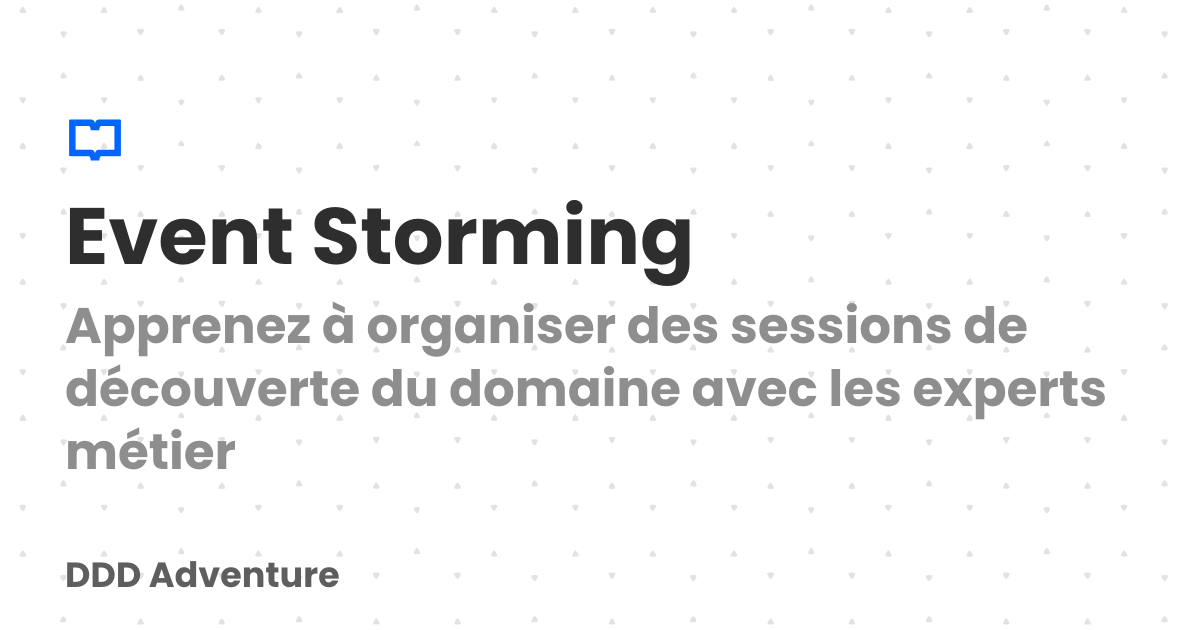 Event Storming
Apprenez à organiser des sessions de
découverte du domaine avec les experts
métier
DDD Adventure